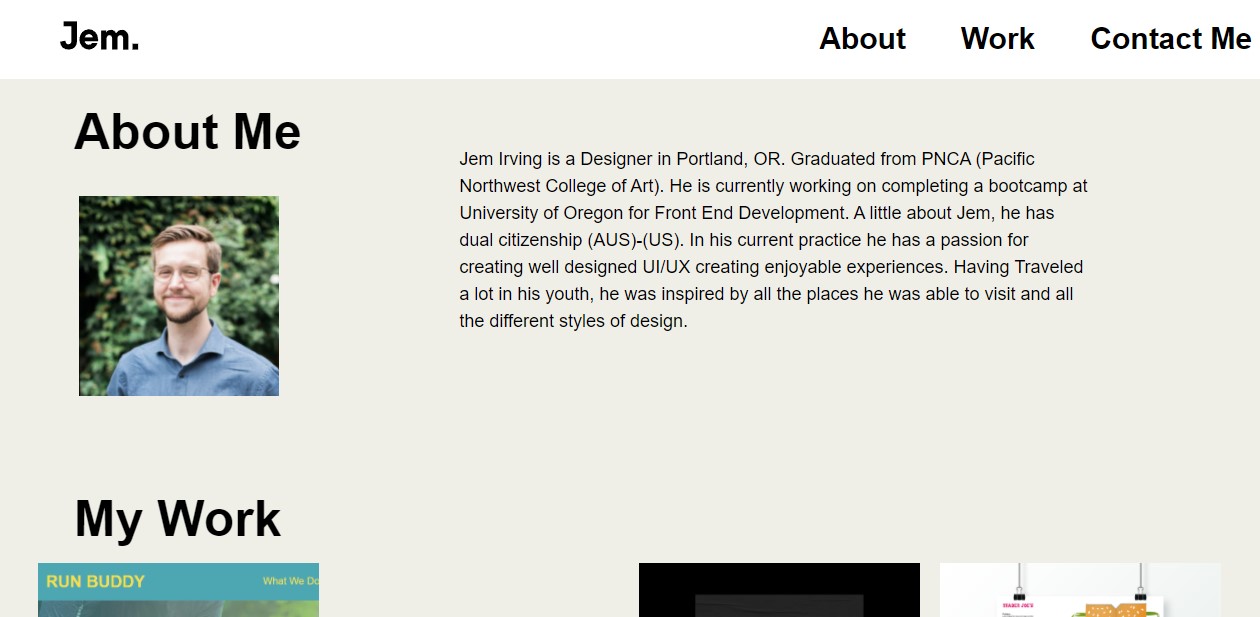 Jem.
About Work Contact Me
About Me
Jem Irving is a Designer in Portland, OR. Graduated from PNCA (Pacific
Northwest College of Art). He is currently working on completing a bootcamp at
University of Oregon for Front End Development. A little about Jem, he has
dual citizenship (AUS)-(US). In his current practice he has a passion for
creating well designed UI/UX creating enjoyable experiences. Having Traveled
a lot in his youth, he was inspired by all the places he was able to visit and all
the different styles of design.
My Work
RUN BUDDY What We Do
TRADER JOE'S